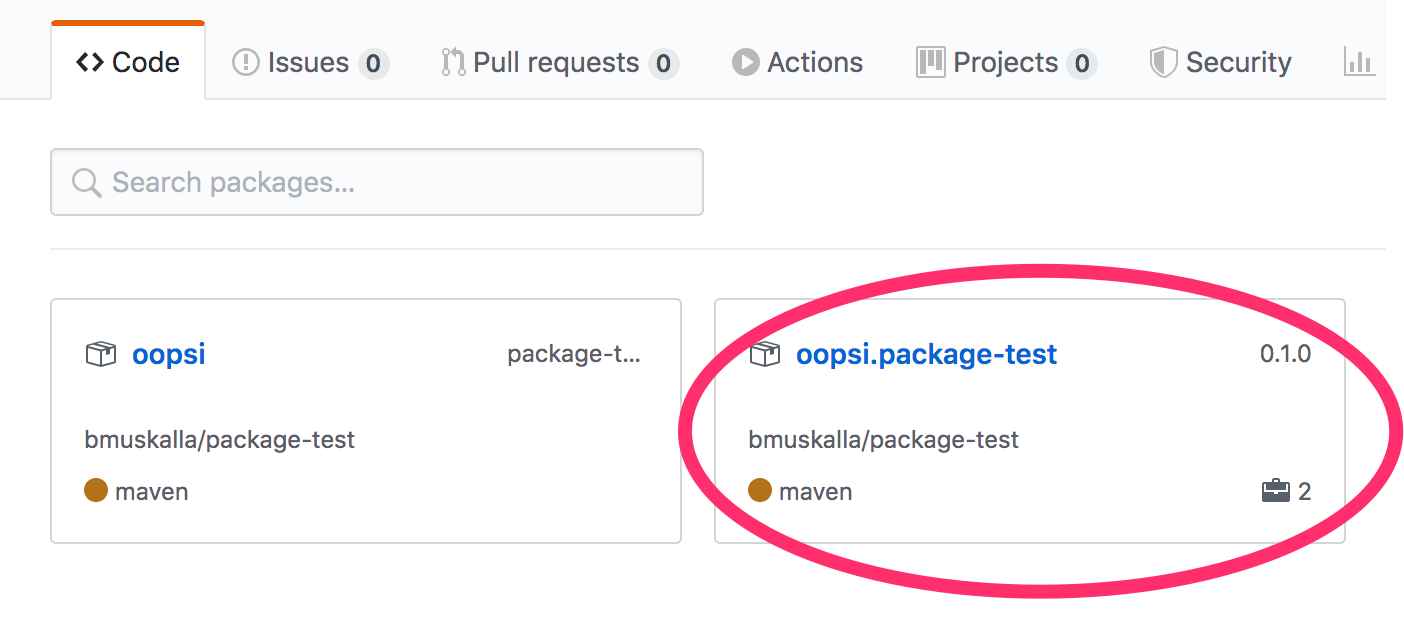 Code Issues 0 Pull requests 0 Actions Projects 0 Security
Search packages...
oopsi package-t...
bmuskalla/package-test
maven
oopsi.package-test 0.1.0
bmuskalla/package-test
maven 2